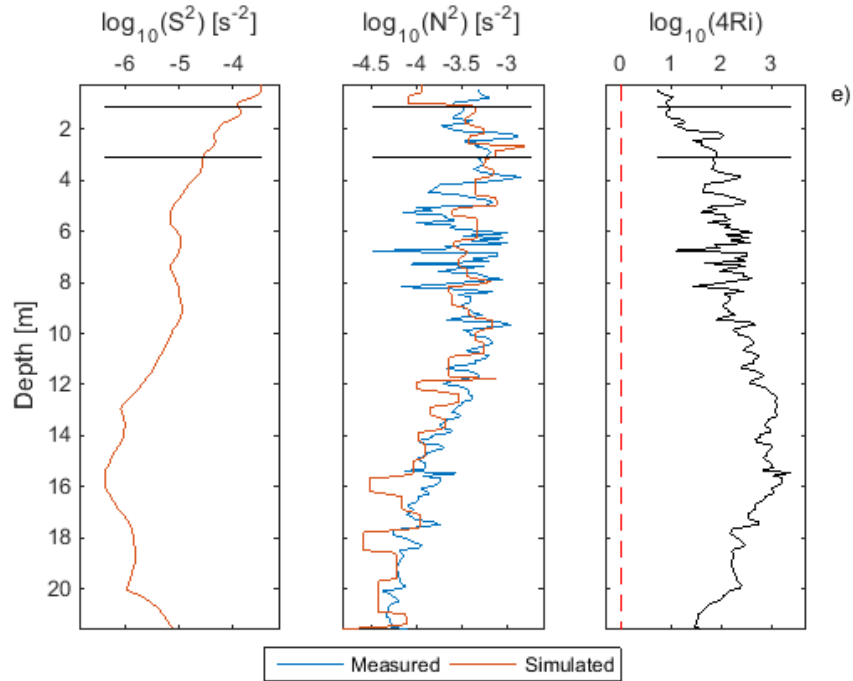 log10(S²) [s⁻²] log10(N²) [s⁻²] log10(4Ri)
-6 -5 -4 -4.5 -4 -3.5 -3 0 1 2 3
e)
2
4
6
8
10
12
14
16
18
20
Depth [m]
Measured Simulated